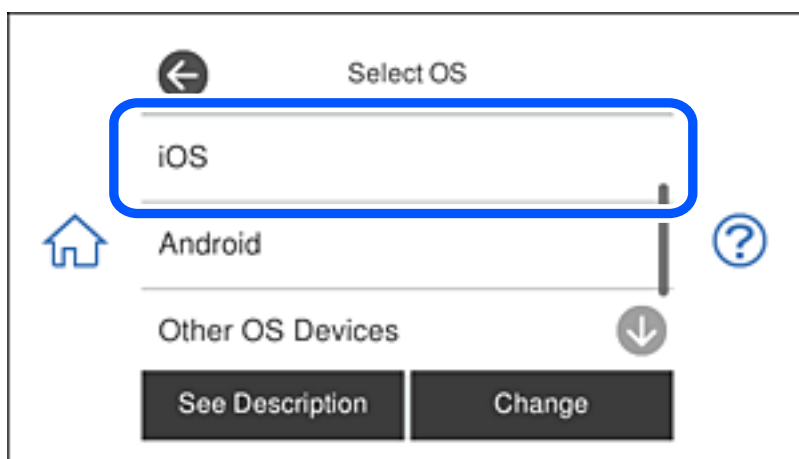 Select OS
iOS
Android
Other OS Devices
See Description
Change